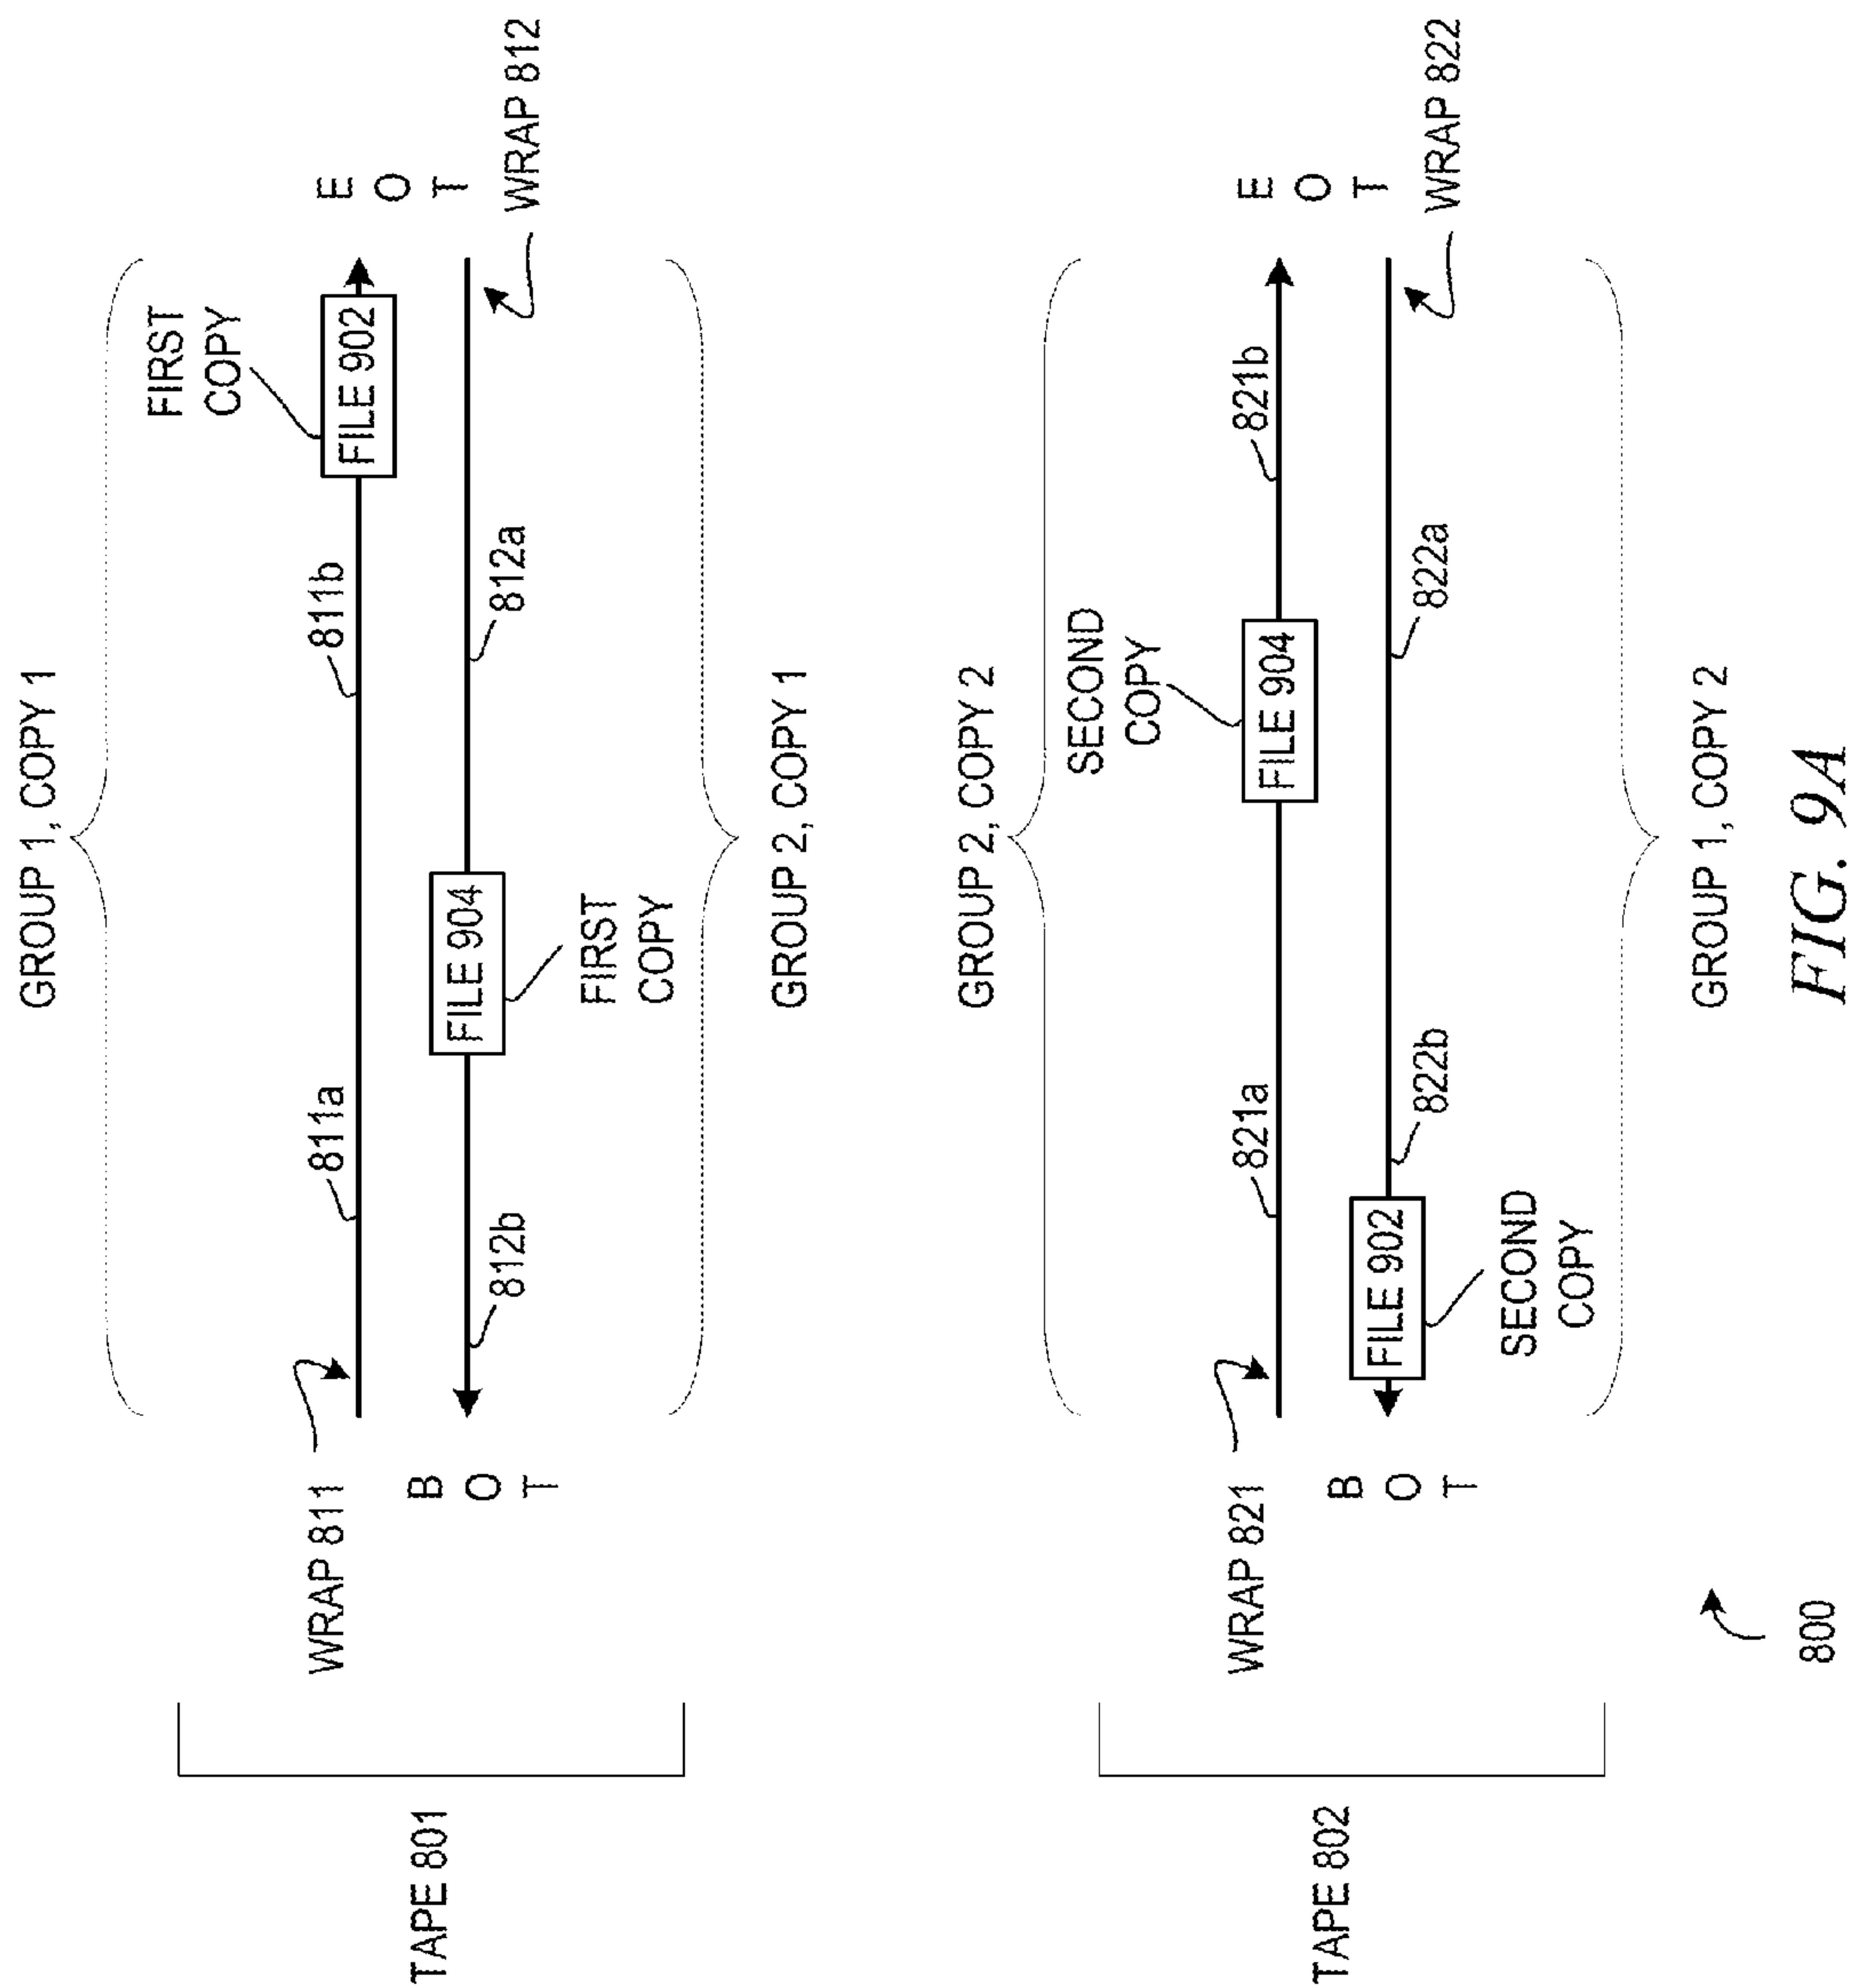 GROUP 1, COPY 1
FIRST
COPY
WRAP 811
811a
811b
FILE 902
E
O
T
TAPE 801
B
O
T
FILE 904
812b
812a
WRAP 812
FIRST
COPY
GROUP 2, COPY 1
GROUP 2, COPY 2
SECOND
COPY
WRAP 821
821a
FILE 904
821b
E
O
T
TAPE 802
B
O
T
FILE 902
822b
822a
WRAP 822
SECOND
COPY
GROUP 1, COPY 2
800
FIG. 9A